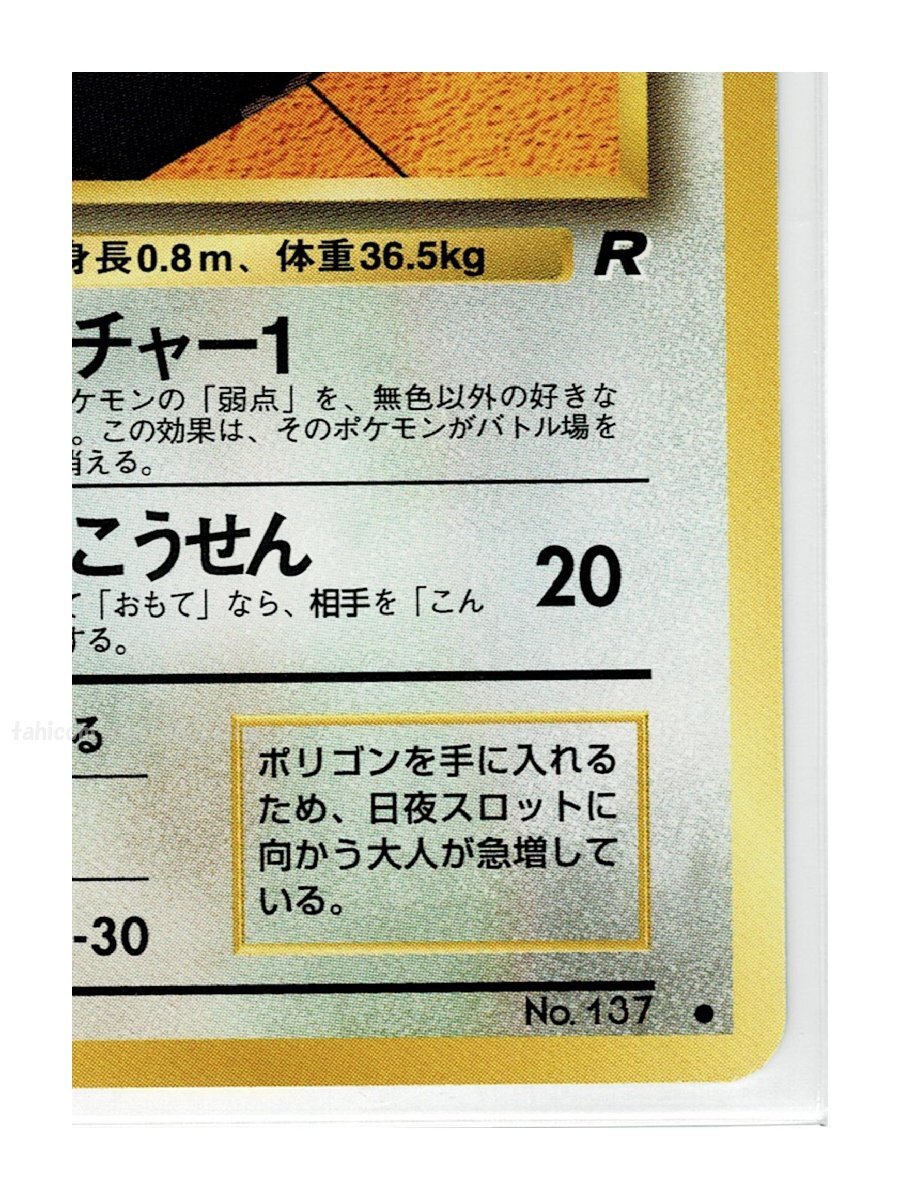 身長0.8m、体重36.5kg R
チャー1
ケモンの「弱点」を、無色以外の好きな
。この効果は、そのポケモンがバトル場を
消える。
こうせん
20
て「おもて」なら、相手を「こん
する。
る
ポリゴンを手に入れる
ため、日夜スロットに
向かう大人が急増して
いる。
-30
No. 137 ●